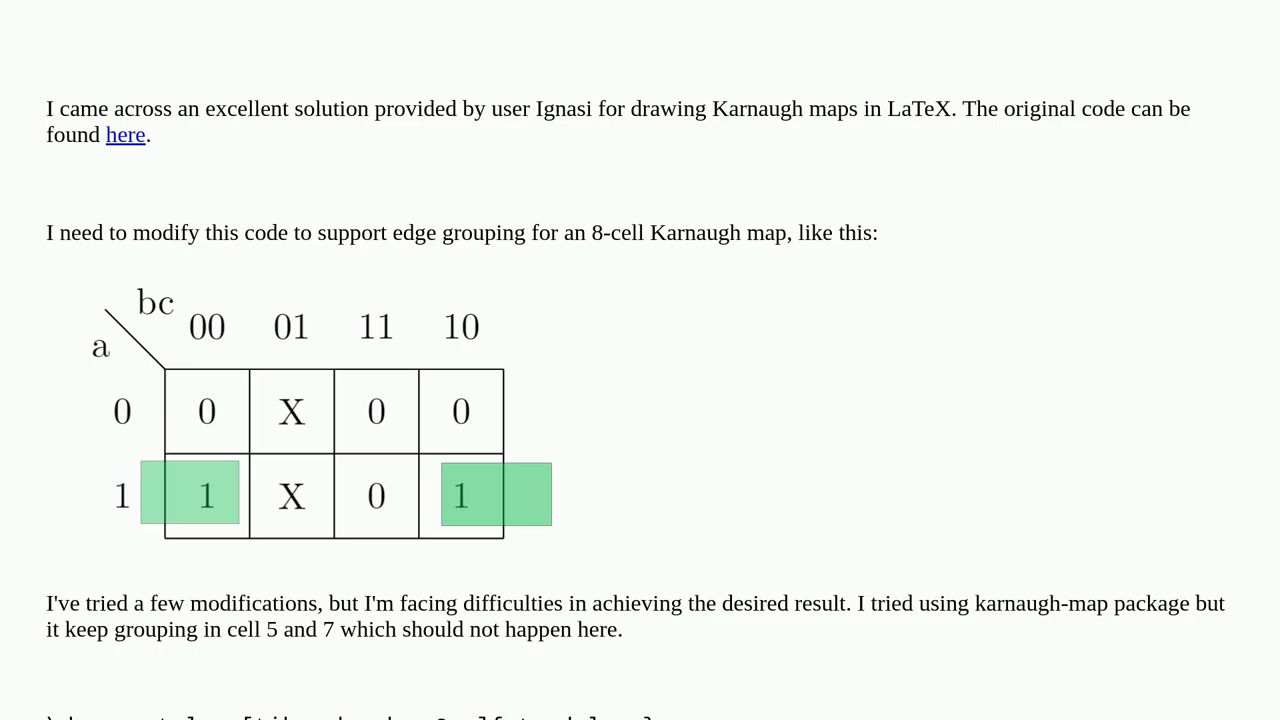 I came across an excellent solution provided by user Ignasi for drawing Karnaugh maps in LaTeX. The original code can be
found here.
I need to modify this code to support edge grouping for an 8-cell Karnaugh map, like this:
bc
00 01 11 10
a
0 0 X 0 0
1 1 X 0 1
I've tried a few modifications, but I'm facing difficulties in achieving the desired result. I tried using karnaugh-map package but
it keep grouping in cell 5 and 7 which should not happen here.